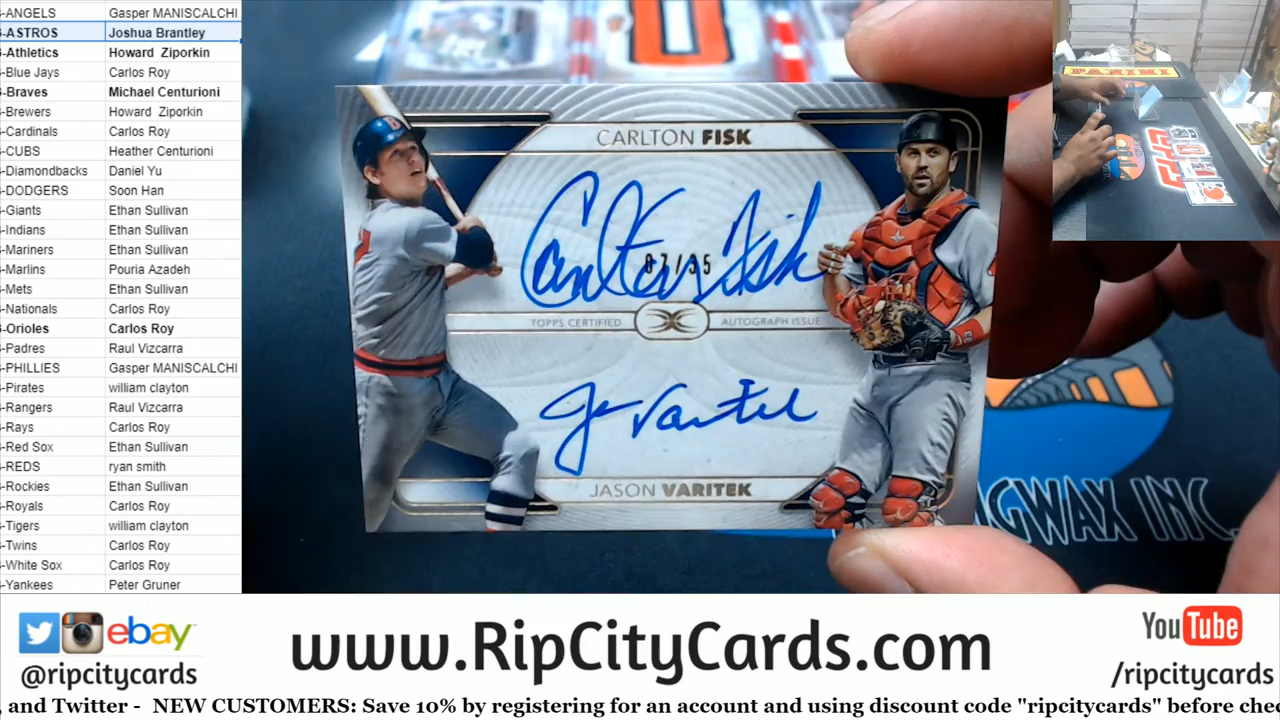 -ANGELS Gasper MANISCALCHI
-ASTROS Joshua Brantley
-Athletics Howard Ziporkin
-Blue Jays Carlos Roy
-Braves Michael Centurioni
-Brewers Howard Ziporkin
-Cardinals Carlos Roy
-CUBS Heather Centurioni
-Diamondbacks Daniel Yu
-DODGERS Soon Han
-Giants Ethan Sullivan
-Indians Ethan Sullivan
-Mariners Ethan Sullivan
-Marlins Pouria Azadeh
-Mets Ethan Sullivan
-Nationals Carlos Roy
-Orioles Carlos Roy
-Padres Raul Vizcarra
-PHILLIES Gasper MANISCALCHI
-Pirates william clayton
-Rangers Raul Vizcarra
-Rays Carlos Roy
-Red Sox Ethan Sullivan
-REDS ryan smith
-Rockies Ethan Sullivan
-Royals Carlos Roy
-Tigers william clayton
-Twins Carlos Roy
-White Sox Carlos Roy
-Yankees Peter Gruner
CARLTON FISK
Carlton Fisk
TOPPS CERTIFIED AUTOGRAPH ISSUE
JASON VARITEK
PANINI
GWAX INC.
ebay
@ripcitycards
www.RipCityCards.com
YouTube
/ripcitycards
and Twitter - NEW CUSTOMERS: Save 10% by registering for an account and using discount code "ripcitycards" before chec